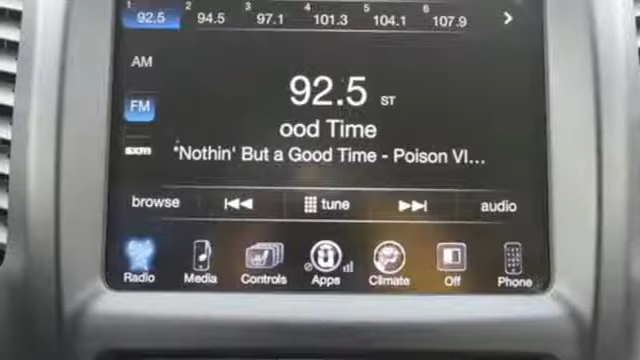 1 2 3 4 5 6
92.5 94.5 97.1 101.3 104.1 107.9
AM
92.5 ST
FM
ood Time
"Nothin' But a Good Time - Poison VI...
sxm
browse tune audio
Radio Media Controls Apps Climate Off Phone